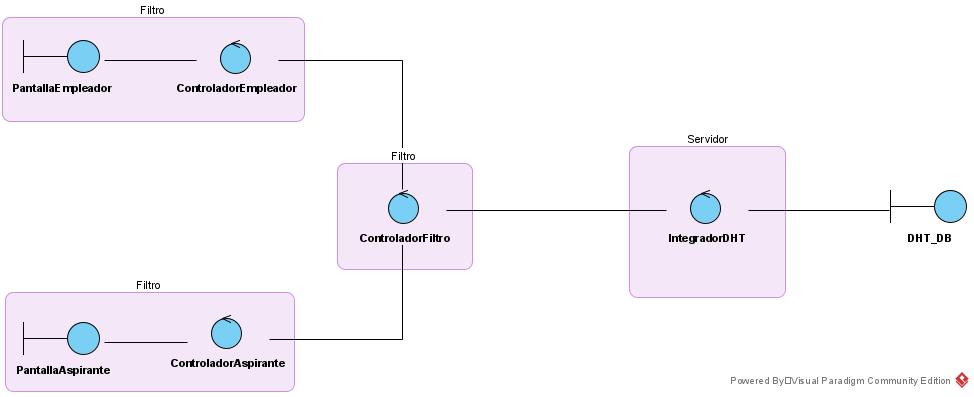 Filtro
PantallaEmpleador
ControladorEmpleador
Filtro
ControladorFiltro
Servidor
IntegradorDHT
DHT_DB
Filtro
PantallaAspirante
ControladorAspirante
Powered By□Visual Paradigm Community Edition